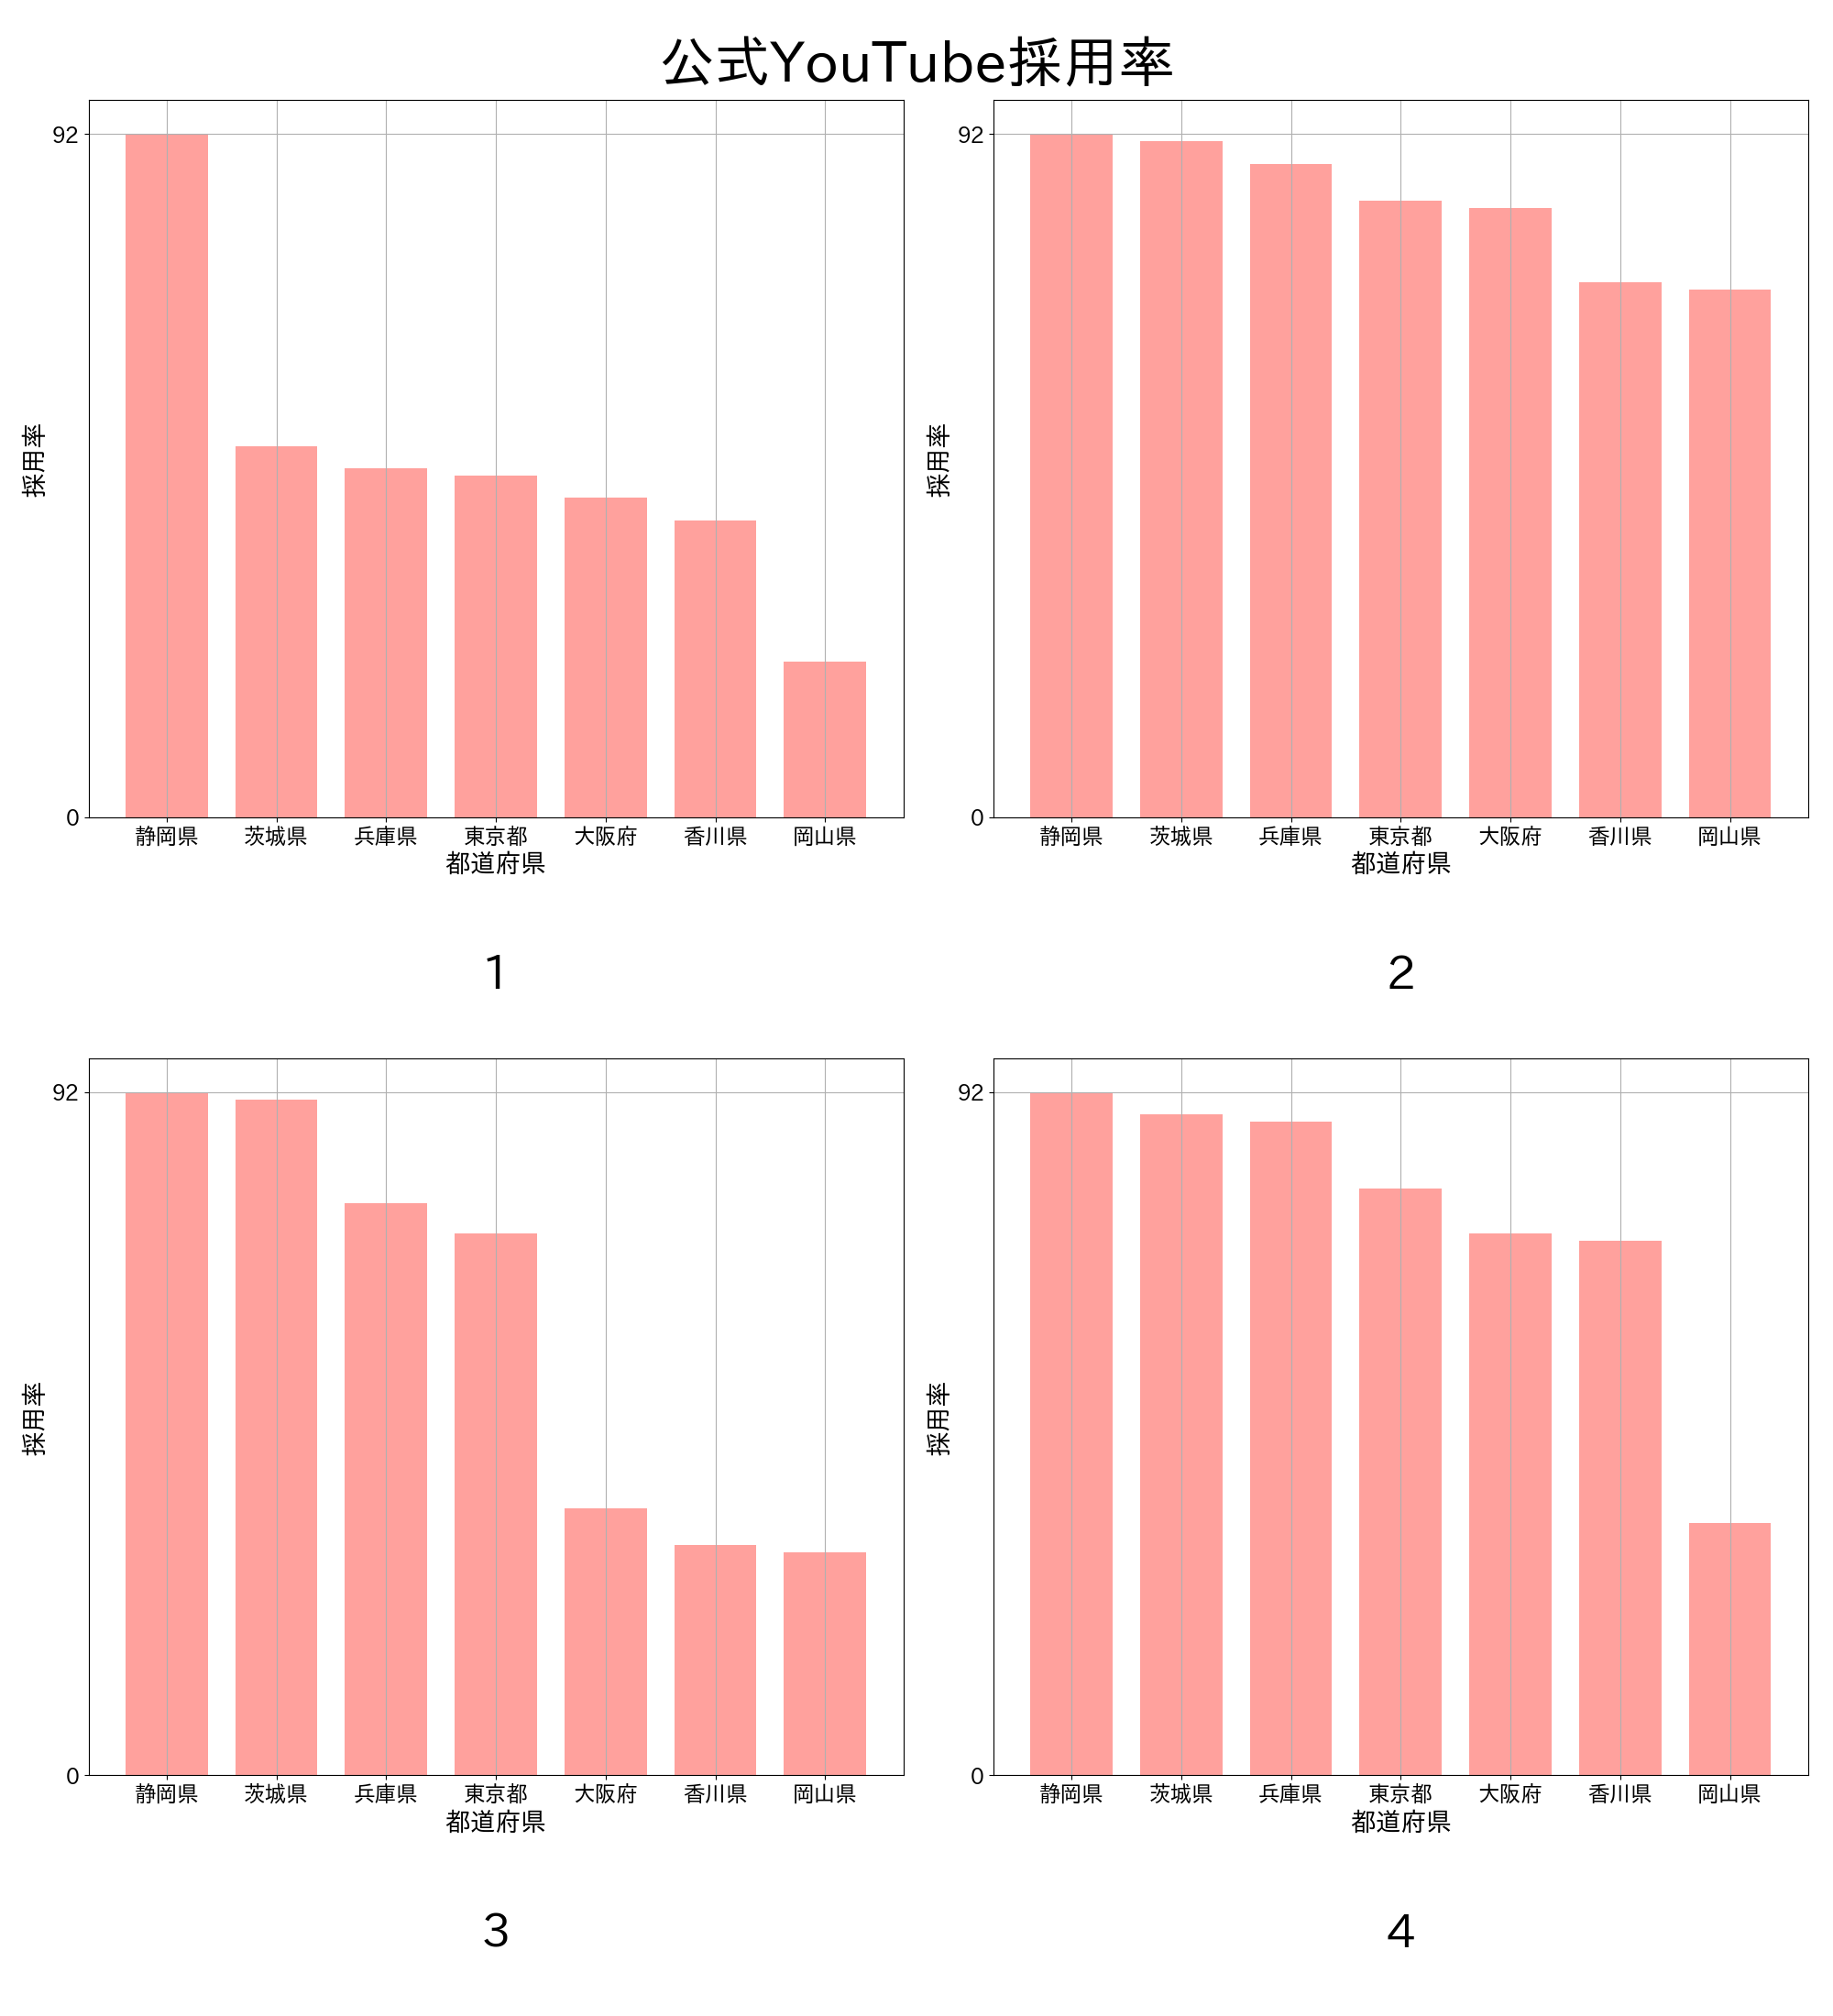 公式YouTube採用率
92
0
採用率
静岡県 茨城県 兵庫県 東京都 大阪府 香川県 岡山県
都道府県
1
92
0
採用率
静岡県 茨城県 兵庫県 東京都 大阪府 香川県 岡山県
都道府県
2
92
0
採用率
静岡県 茨城県 兵庫県 東京都 大阪府 香川県 岡山県
都道府県
3
92
0
採用率
静岡県 茨城県 兵庫県 東京都 大阪府 香川県 岡山県
都道府県
4